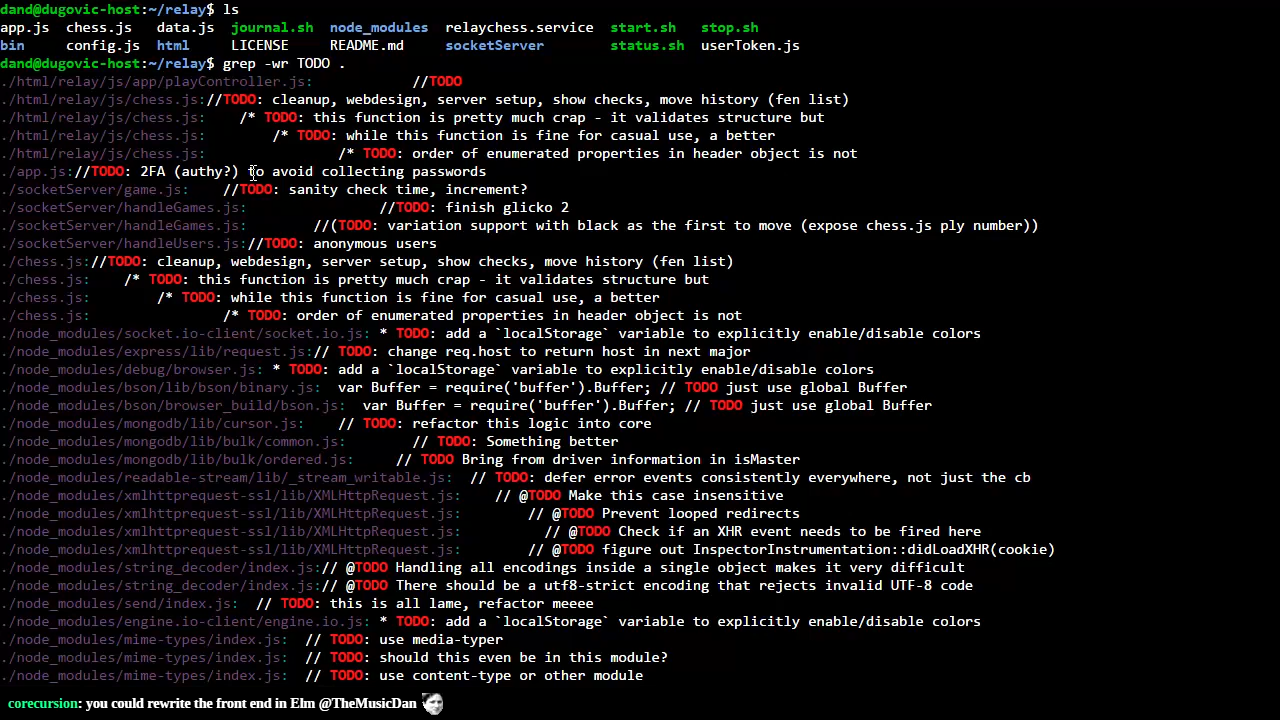 dand@dugovic-host:~/relay$ ls
app.js  chess.js  data.js  journal.sh  node_modules  relaychess.service  start.sh  stop.sh
bin  config.js  html  LICENSE  README.md  socketServer  status.sh  userToken.js
dand@dugovic-host:~/relay$ grep -wr TODO .
./html/relay/js/app/playController.js: //TODO
./html/relay/js/chess.js://TODO: cleanup, webdesign, server setup, show checks, move history (fen list)
./html/relay/js/chess.js: /* TODO: this function is pretty much crap - it validates structure but
./html/relay/js/chess.js: /* TODO: while this function is fine for casual use, a better
./html/relay/js/chess.js: /* TODO: order of enumerated properties in header object is not
./app.js://TODO: 2FA (authy?) to avoid collecting passwords
./socketServer/game.js: //TODO: sanity check time, increment?
./socketServer/handleGames.js: //TODO: finish glicko 2
./socketServer/handleGames.js: //(TODO: variation support with black as the first to move (expose chess.js ply number))
./socketServer/handleUsers.js://TODO: anonymous users
./chess.js://TODO: cleanup, webdesign, server setup, show checks, move history (fen list)
./chess.js: /* TODO: this function is pretty much crap - it validates structure but
./chess.js: /* TODO: while this function is fine for casual use, a better
./chess.js: /* TODO: order of enumerated properties in header object is not
./node_modules/socket.io-client/socket.io.js: * TODO: add a `localStorage` variable to explicitly enable/disable colors
./node_modules/express/lib/request.js:// TODO: change req.host to return host in next major
./node_modules/debug/browser.js: * TODO: add a `localStorage` variable to explicitly enable/disable colors
./node_modules/bson/lib/bson/binary.js: var Buffer = require('buffer').Buffer; // TODO just use global Buffer
./node_modules/bson/browser_build/bson.js: var Buffer = require('buffer').Buffer; // TODO just use global Buffer
./node_modules/mongodb/lib/cursor.js: // TODO: refactor this logic into core
./node_modules/mongodb/lib/bulk/common.js: // TODO: Something better
./node_modules/mongodb/lib/bulk/ordered.js: // TODO Bring from driver information in isMaster
./node_modules/readable-stream/lib/_stream_writable.js: // TODO: defer error events consistently everywhere, not just the cb
./node_modules/xmlhttprequest-ssl/lib/XMLHttpRequest.js: // @TODO Make this case insensitive
./node_modules/xmlhttprequest-ssl/lib/XMLHttpRequest.js: // @TODO Prevent looped redirects
./node_modules/xmlhttprequest-ssl/lib/XMLHttpRequest.js: // @TODO Check if an XHR event needs to be fired here
./node_modules/xmlhttprequest-ssl/lib/XMLHttpRequest.js: // @TODO figure out InspectorInstrumentation::didLoadXHR(cookie)
./node_modules/string_decoder/index.js:// @TODO Handling all encodings inside a single object makes it very difficult
./node_modules/string_decoder/index.js:// @TODO There should be a utf8-strict encoding that rejects invalid UTF-8 code
./node_modules/send/index.js: // TODO: this is all lame, refactor meeee
./node_modules/engine.io-client/engine.io.js: * TODO: add a `localStorage` variable to explicitly enable/disable colors
./node_modules/mime-types/index.js: // TODO: use media-typer
./node_modules/mime-types/index.js: // TODO: should this even be in this module?
./node_modules/mime-types/index.js: // TODO: use content-type or other module
corecursion: you could rewrite the front end in Elm @TheMusicDan